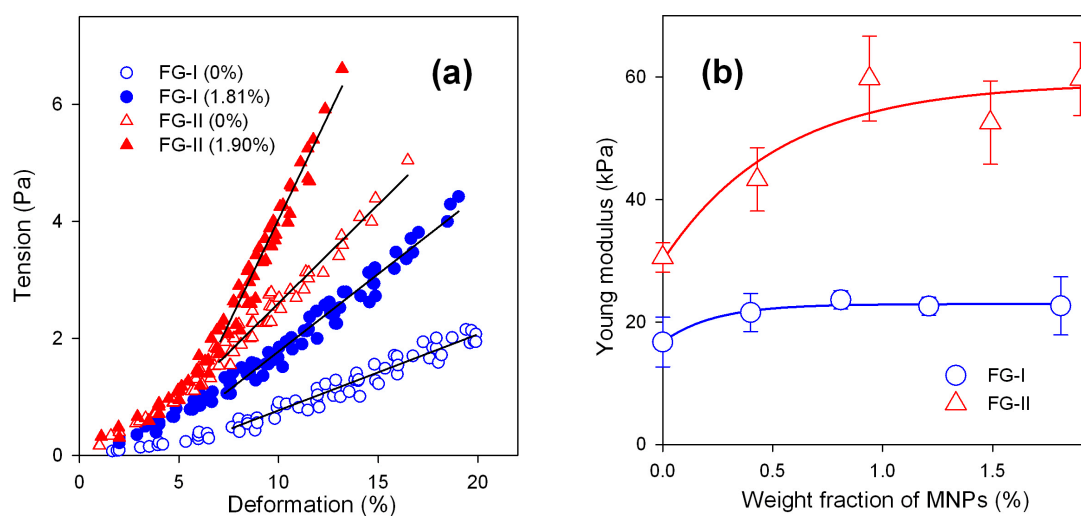 (a)
FG-I (0%)
FG-I (1.81%)
FG-II (0%)
FG-II (1.90%)
Tension (Pa)
6
4
2
0
0 5 10 15 20
Deformation (%)
(b)
Young modulus (kPa)
60
40
20
0
FG-I
FG-II
0.0 0.5 1.0 1.5
Weight fraction of MNPs (%)